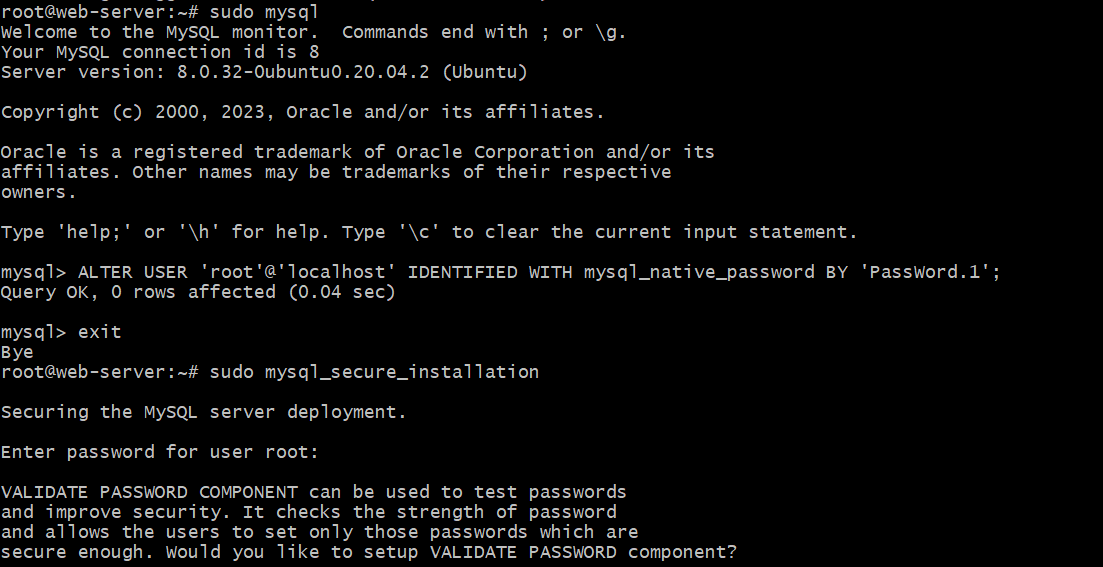 root@web-server:~# sudo mysql
Welcome to the MySQL monitor.  Commands end with ; or \g.
Your MySQL connection id is 8
Server version: 8.0.32-0ubuntu0.20.04.2 (Ubuntu)
Copyright (c) 2000, 2023, Oracle and/or its affiliates.
Oracle is a registered trademark of Oracle Corporation and/or its
affiliates. Other names may be trademarks of their respective
owners.
Type 'help;' or '\h' for help. Type '\c' to clear the current input statement.
mysql> ALTER USER 'root'@'localhost' IDENTIFIED WITH mysql_native_password BY 'PassWord.1';
Query OK, 0 rows affected (0.04 sec)
mysql> exit
Bye
root@web-server:~# sudo mysql_secure_installation
Securing the MySQL server deployment.
Enter password for user root:
VALIDATE PASSWORD COMPONENT can be used to test passwords
and improve security. It checks the strength of password
and allows the users to set only those passwords which are
secure enough. Would you like to setup VALIDATE PASSWORD component?